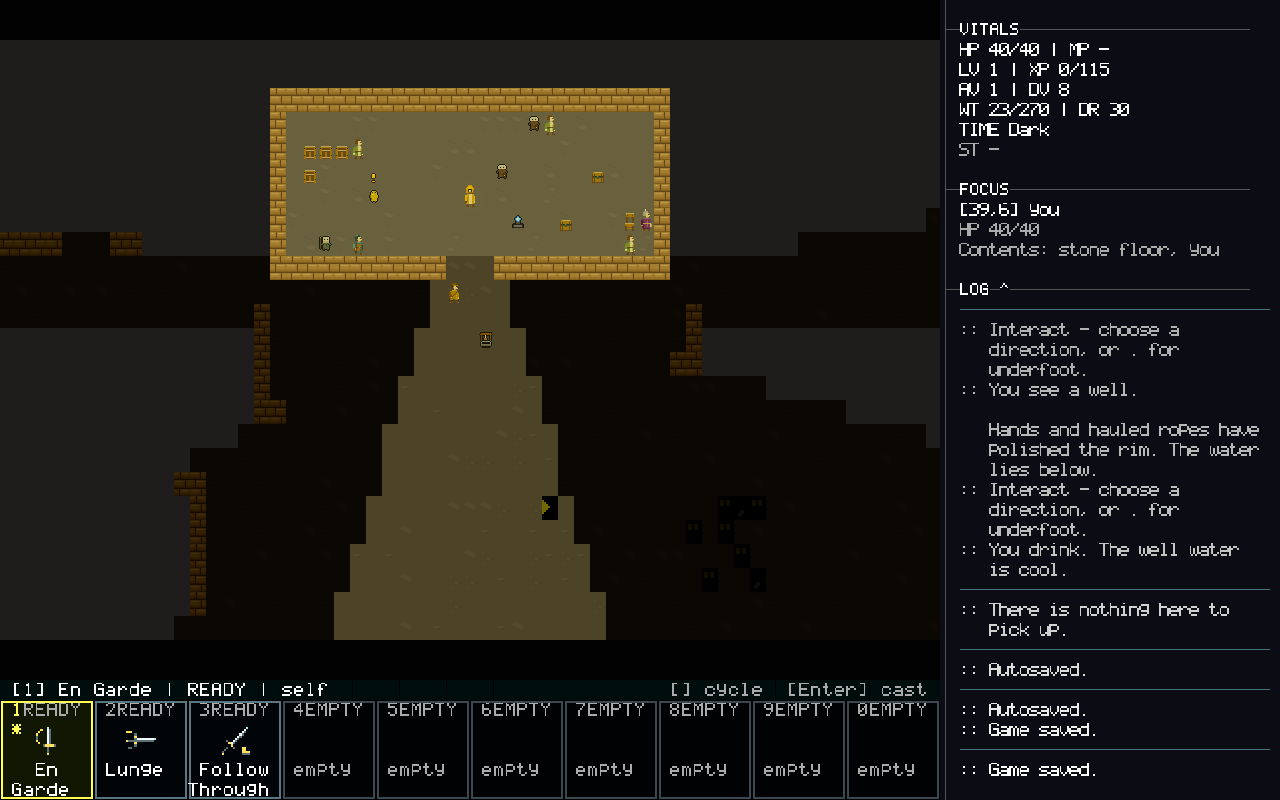 VITALS
HP 40/40 | MP -
LV 1 | XP 0/115
AV 1 | DV 8
WT 23/270 | DR 30
TIME Dark
ST -
FOCUS
[39,6] You
HP 40/40
Contents: stone floor, You
LOG ^
:: Interact - choose a
direction, or . for
underfoot.
:: You see a well.
Hands and hauled ropes have
polished the rim. The water
lies below.
:: Interact - choose a
direction, or . for
underfoot.
:: You drink. The well water
is cool.
:: There is nothing here to
pick up.
:: Autosaved.
:: Autosaved.
:: Game saved.
:: Game saved.
[1] En Garde | READY | self
[] cycle [Enter] cast
1READY 2READY 3READY 4EMPTY 5EMPTY 6EMPTY 7EMPTY 8EMPTY 9EMPTY 0EMPTY
*
En Garde
Lunge
Follow Through
empty empty empty empty empty empty empty